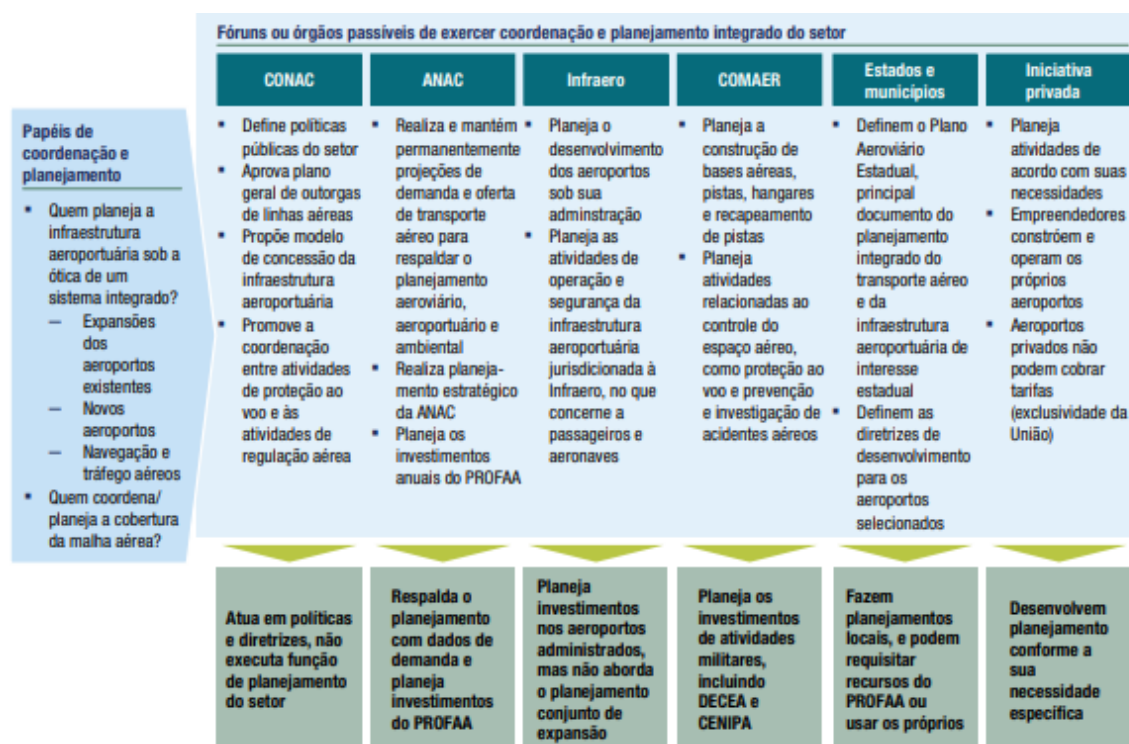 Fóruns ou órgãos passíveis de exercer coordenação e planejamento integrado do setor
Papéis de
coordenação e
planejamento
▪ Quem planeja a
infraestrutura
aeroportuária sob a
ótica de um
sistema integrado?
— Expansões
dos
aeroportos
existentes
— Novos
aeroportos
— Navegação e
tráfego aéreos
▪ Quem coordena/
planeja a cobertura
da malha aérea?
CONAC
▪ Define políticas
públicas do setor
▪ Aprova plano
geral de outorgas
de linhas aéreas
▪ Propõe modelo
de concessão da
infraestrutura
aeroportuária
▪ Promove a
coordenação
entre atividades
de proteção ao
voo e às
atividades de
regulação aérea
Atua em políticas
e diretrizes, não
executa função
de planejamento
do setor
ANAC
▪ Realiza e mantém
permanentemente
projeções de
demanda e oferta
de transporte
aéreo para
respaldar o
planejamento
aeroviário,
aeroportuário e
ambiental
▪ Realiza planeja-
mento estratégico
da ANAC
▪ Planeja os
investimentos
anuais do PROFAA
Respalda o
planejamento
com dados de
demanda e
planeja
investimentos
do PROFAA
Infraero
▪ Planeja o
desenvolvimento
dos aeroportos
sob sua
adminstração
▪ Planeja as
atividades de
operação e
segurança da
infraestrutura
aeroportuária
jurisdicionada à
Infraero, no que
concerne a
passageiros e
aeronaves
Planeja
investimentos
nos aeroportos
administrados,
mas não aborda
o planejamento
conjunto de
expansão
COMAER
▪ Planeja a
construção de
bases aéreas,
pistas, hangares
e recapeamento
de pistas
▪ Planeja
atividades
relacionadas ao
controle do
espaço aéreo,
como proteção ao
voo e prevenção
e investigação de
acidentes aéreos
Planeja os
investimentos
de atividades
militares,
incluindo
DECEA e
CENIPA
Estados e
municípios
▪ Definem o Plano
Aeroviário
Estadual,
principal
documento do
planejamento
integrado do
transporte aéreo
e da
infraestrutura
aeroportuária de
interesse
estadual
▪ Definem as
diretrizes de
desenvolvimento
para os
aeroportos
selecionados
Fazem
planejamentos
locais, e podem
requisitar
recursos do
PROFAA ou
usar os próprios
Iniciativa
privada
▪ Planeja
atividades de
acordo com suas
necessidades
▪ Empreendedores
constróem e
operam os
próprios
aeroportos
▪ Aeroportos
privados não
podem cobrar
tarifas
(exclusividade da
União)
Desenvolvem
planejamento
conforme a
sua
necessidade
específica